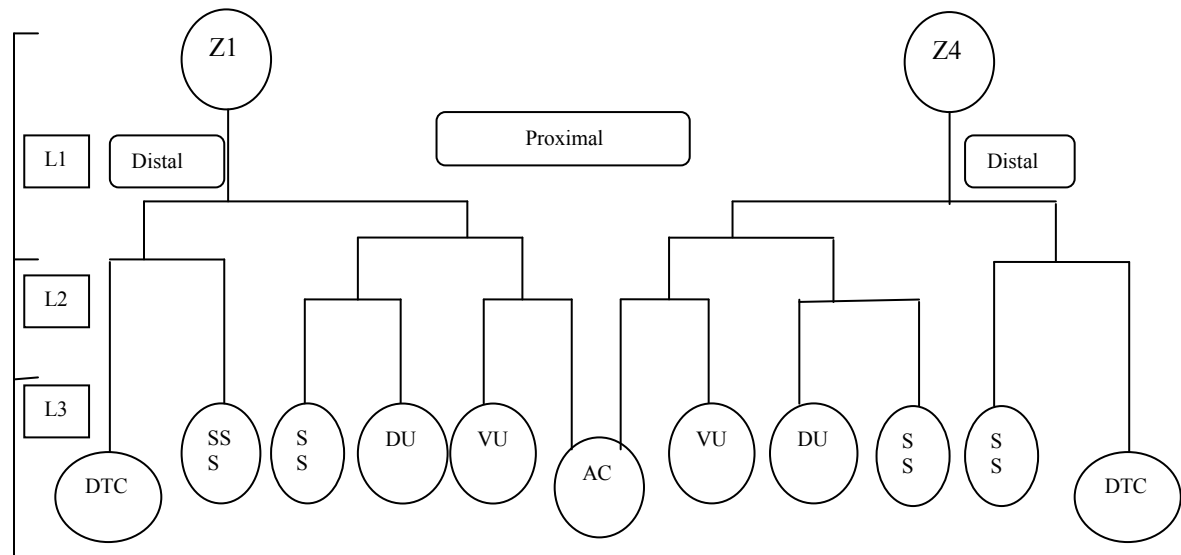 Z1
Z4
L1
Distal
Proximal
Distal
L2
L3
SS
S
S
S
DU
VU
AC
VU
DU
S
S
S
S
DTC
DTC